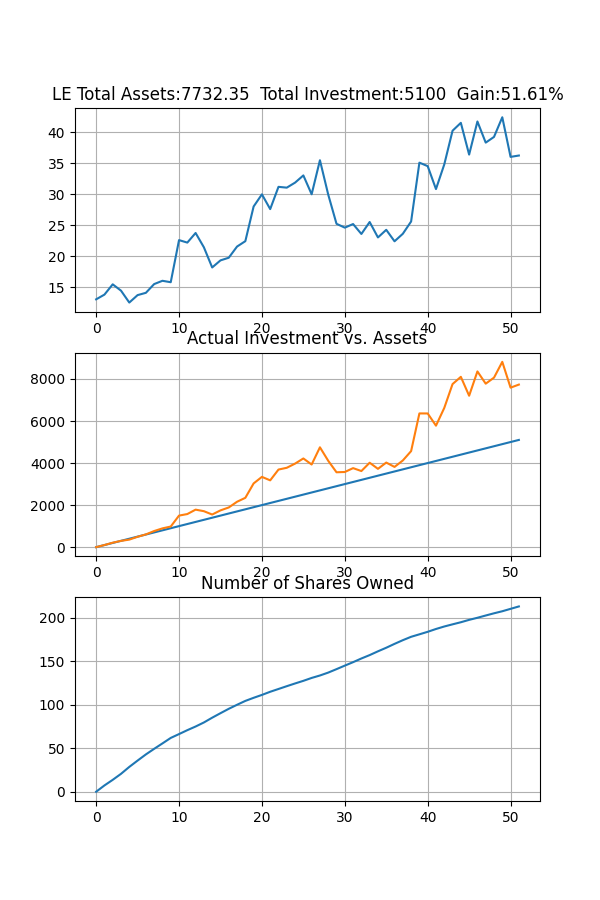 LE Total Assets:7732.35  Total Investment:5100  Gain:51.61%
40
35
30
25
20
15
0 10 20 30 40 50
Actual Investment vs. Assets
8000
6000
4000
2000
0
0 10 20 30 40 50
Number of Shares Owned
200
150
100
50
0
0 10 20 30 40 50